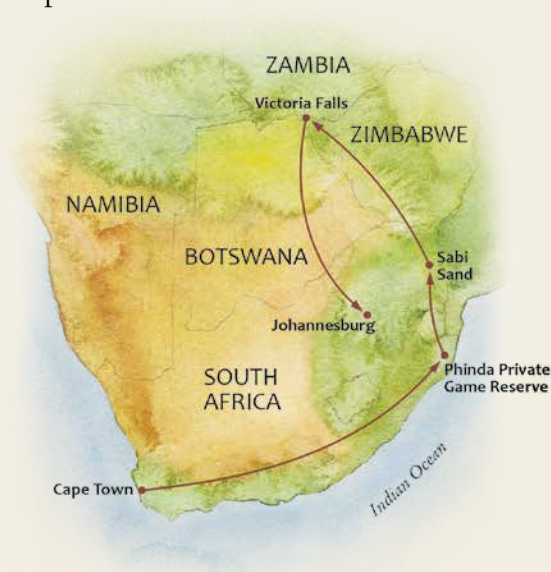 ZAMBIA
Victoria Falls
ZIMBABWE
NAMIBIA
BOTSWANA
Sabi
Sand
Johannesburg
Phinda Private
Game Reserve
SOUTH
AFRICA
Cape Town
Indian Ocean